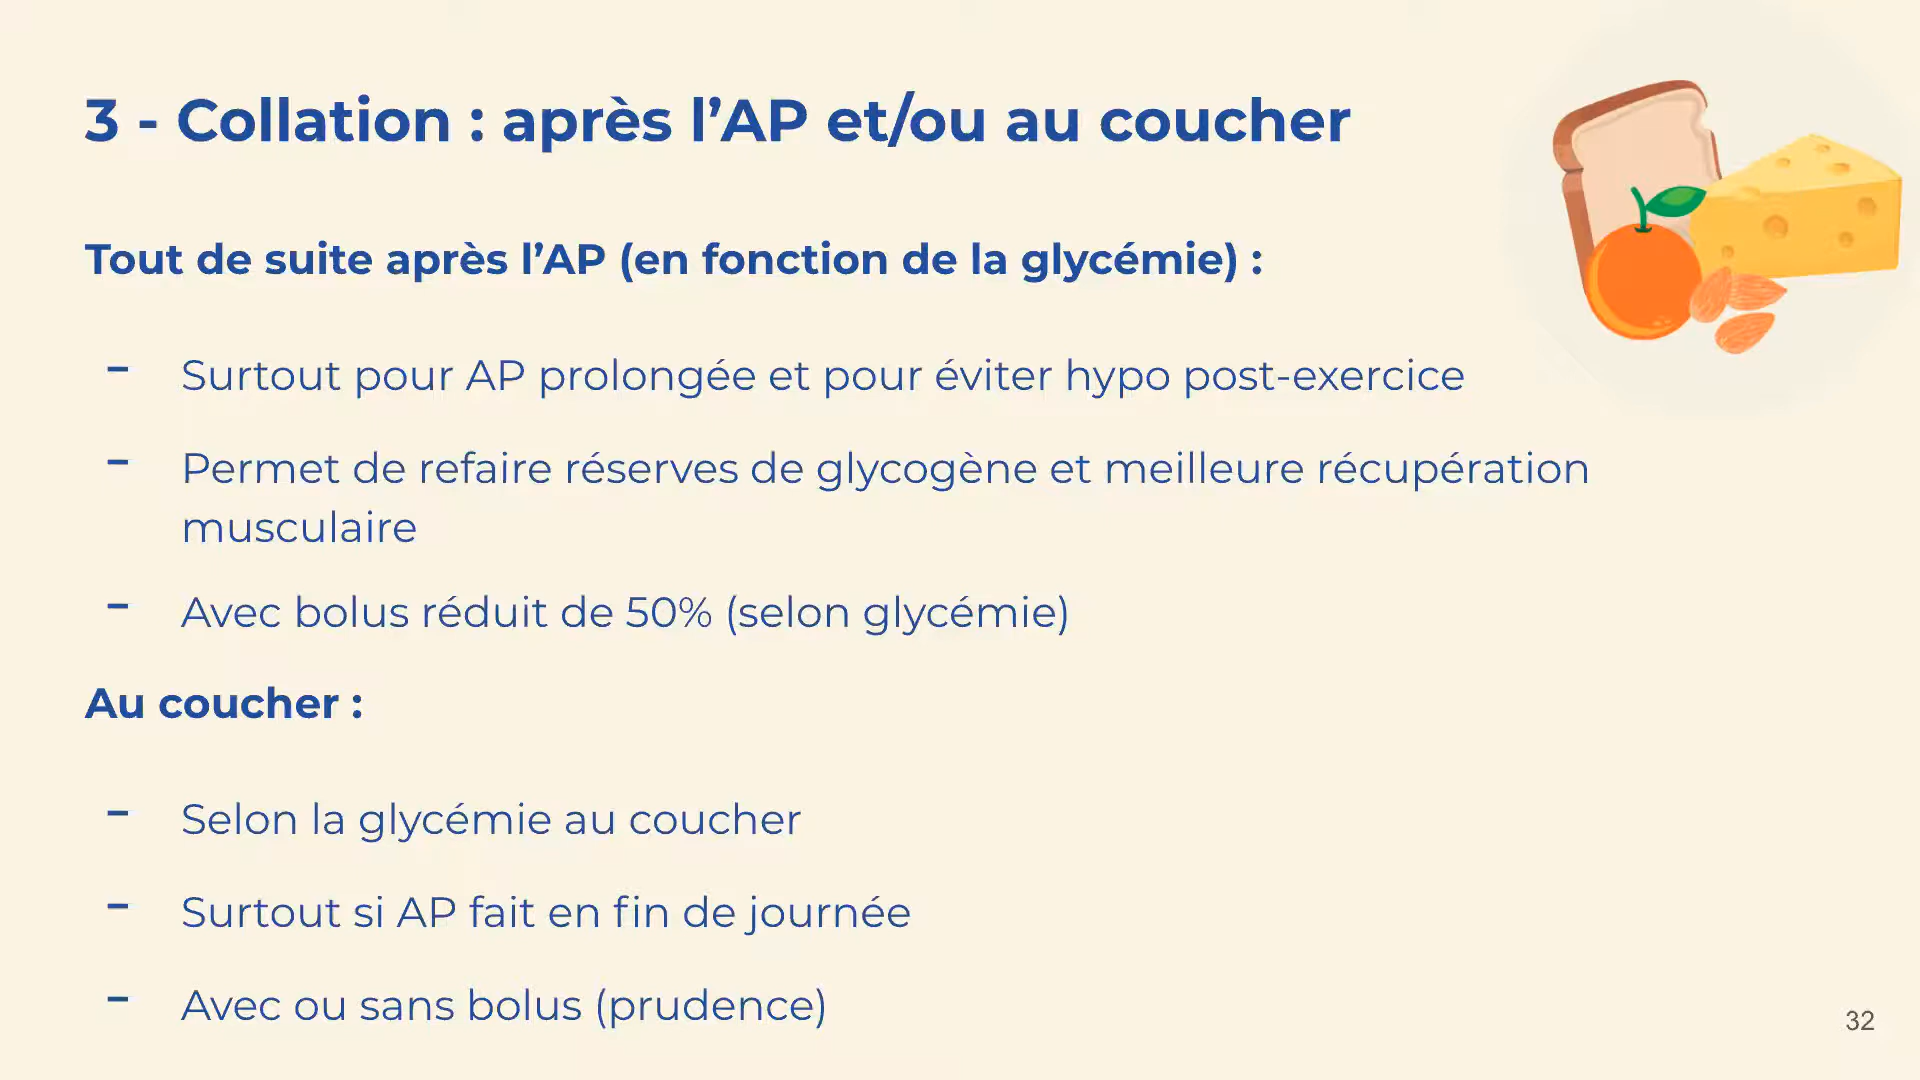 3 - Collation : après l’AP et/ou au coucher
Tout de suite après l’AP (en fonction de la glycémie) :
- Surtout pour AP prolongée et pour éviter hypo post-exercice
- Permet de refaire réserves de glycogène et meilleure récupération
musculaire
- Avec bolus réduit de 50% (selon glycémie)
Au coucher :
- Selon la glycémie au coucher
- Surtout si AP fait en fin de journée
- Avec ou sans bolus (prudence)
32